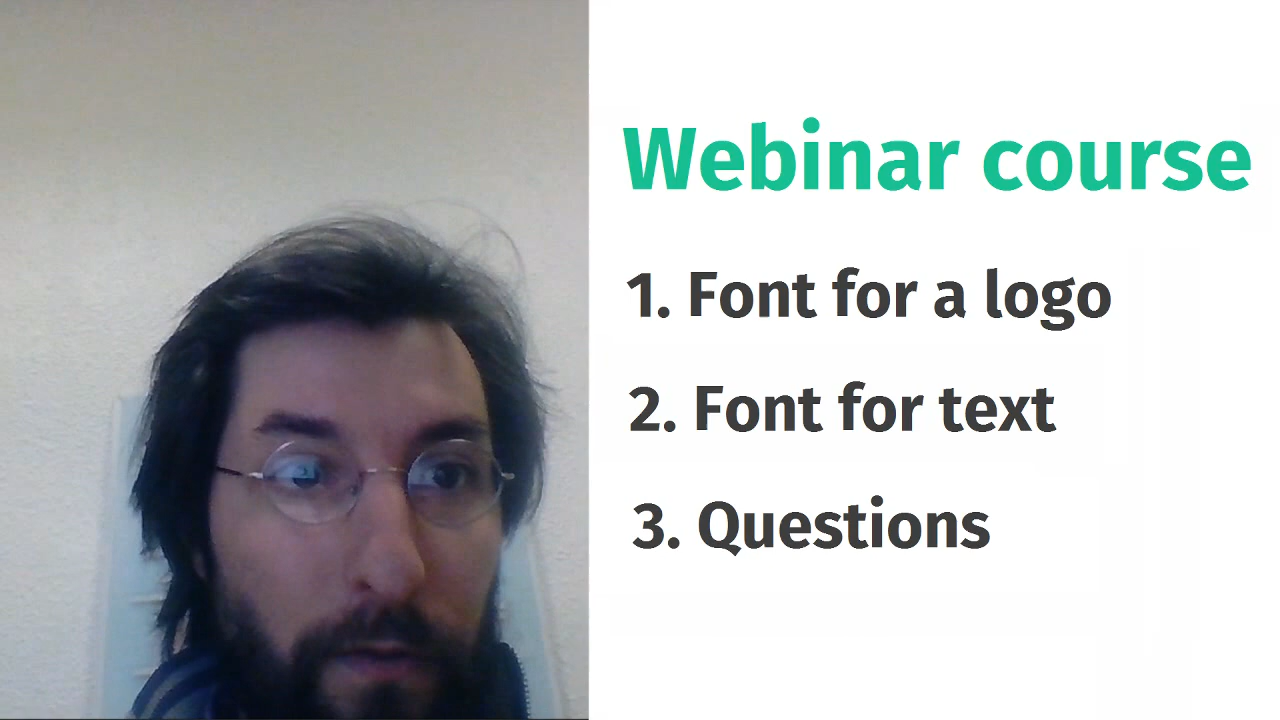 Webinar course
1. Font for a logo
2. Font for text
3. Questions